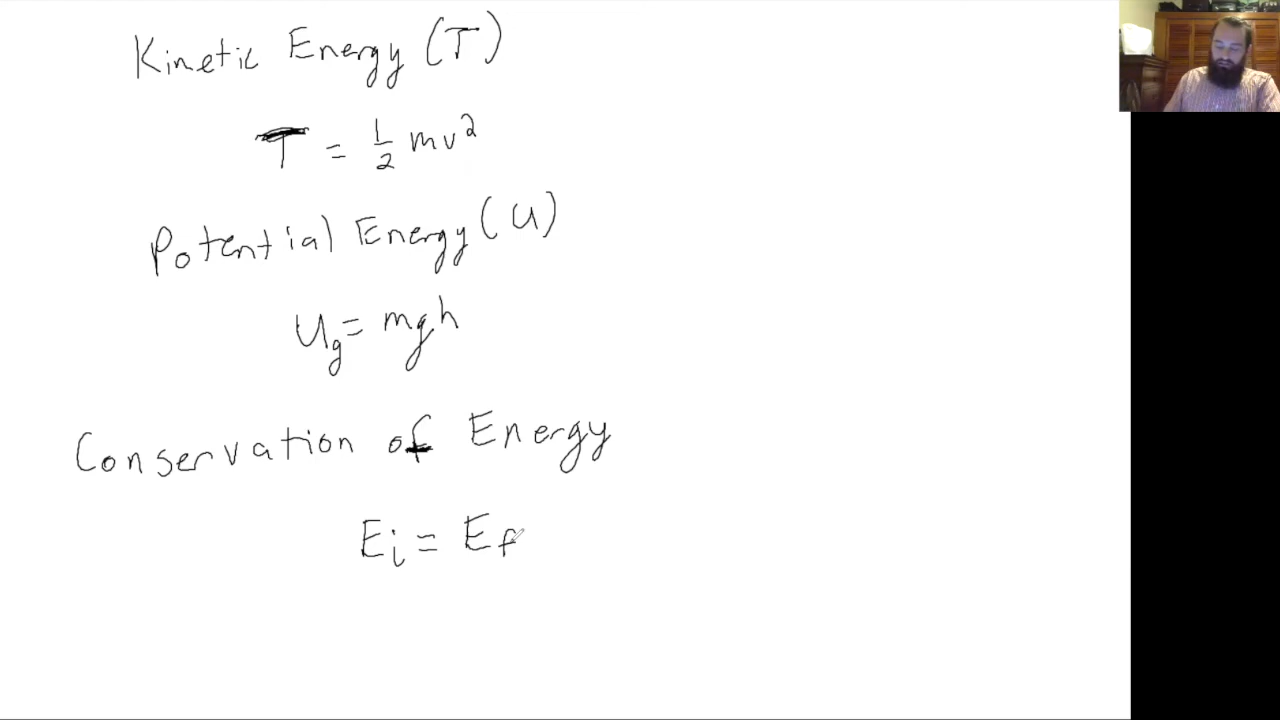 Kinetic Energy (T)
T = 1/2 mv²
Potential Energy (U)
Ug = mgh
Conservation of Energy
Ei = Ef